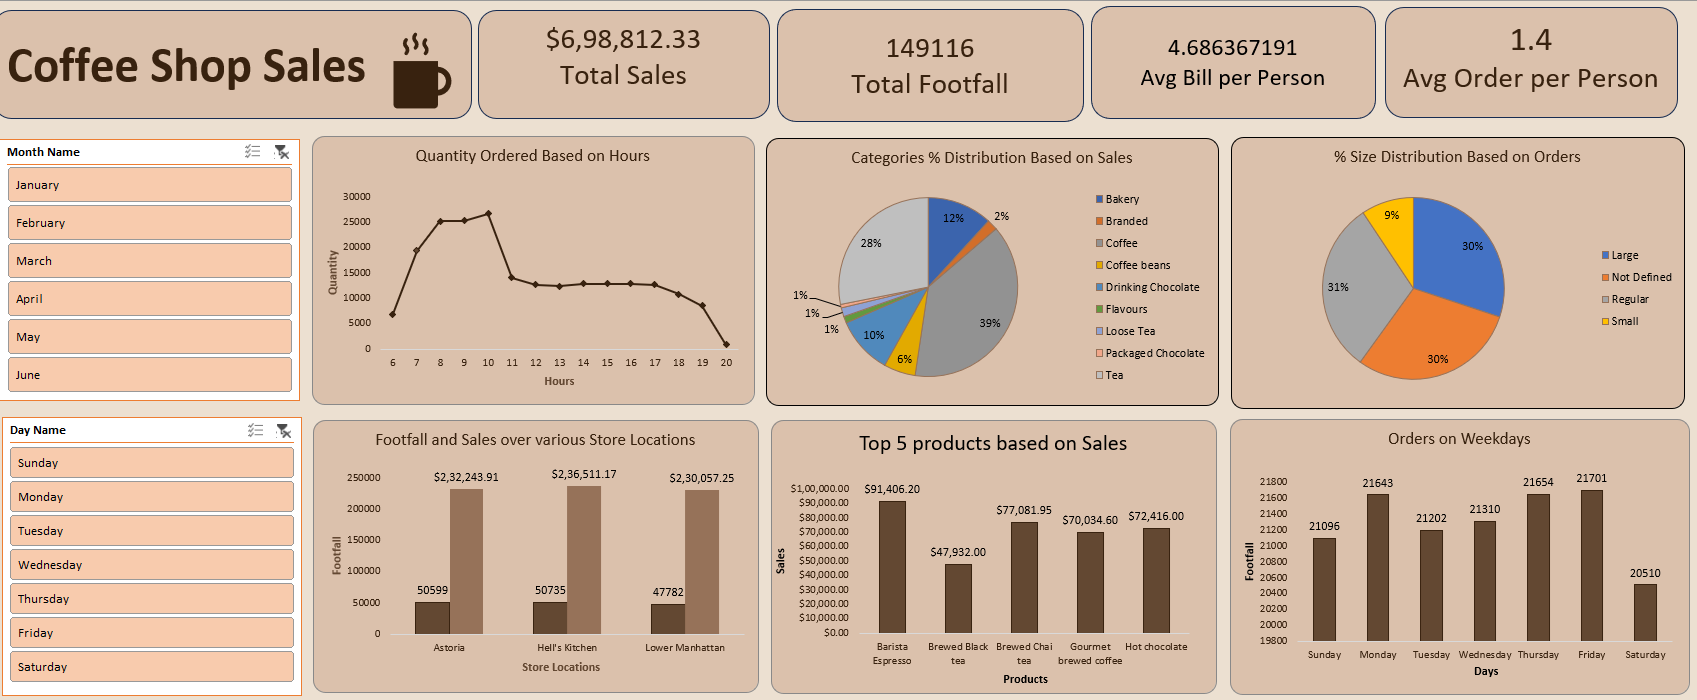 Coffee Shop Sales
$6,98,812.33
Total Sales
149116
Total Footfall
4.686367191
Avg Bill per Person
1.4
Avg Order per Person
Month Name
January
February
March
April
May
June
Quantity Ordered Based on Hours
30000
25000
20000
15000
10000
5000
0
Quantity
6 7 8 9 10 11 12 13 14 15 16 17 18 19 20
Hours
Categories % Distribution Based on Sales
12%
2%
39%
6%
10%
1%
1%
1%
28%
Bakery
Branded
Coffee
Coffee beans
Drinking Chocolate
Flavours
Loose Tea
Packaged Chocolate
Tea
% Size Distribution Based on Orders
30%
30%
31%
9%
Large
Not Defined
Regular
Small
Day Name
Sunday
Monday
Tuesday
Wednesday
Thursday
Friday
Saturday
Footfall and Sales over various Store Locations
250000
200000
150000
100000
50000
0
Footfall
$2,32,243.91
$2,36,511.17
$2,30,057.25
50599
50735
47782
Astoria
Hell's Kitchen
Lower Manhattan
Store Locations
Top 5 products based on Sales
$1,00,000.00
$90,000.00
$80,000.00
$70,000.00
$60,000.00
$50,000.00
$40,000.00
$30,000.00
$20,000.00
$10,000.00
$0.00
Sales
$91,406.20
$47,932.00
$77,081.95
$70,034.60
$72,416.00
Barista
Espresso
Brewed Black
tea
Brewed Chai
tea
Gourmet
brewed coffee
Hot chocolate
Products
Orders on Weekdays
21800
21600
21400
21200
21000
20800
20600
20400
20200
20000
19800
Footfall
21096
21643
21202
21310
21654
21701
20510
Sunday
Monday
Tuesday
Wednesday
Thursday
Friday
Saturday
Days